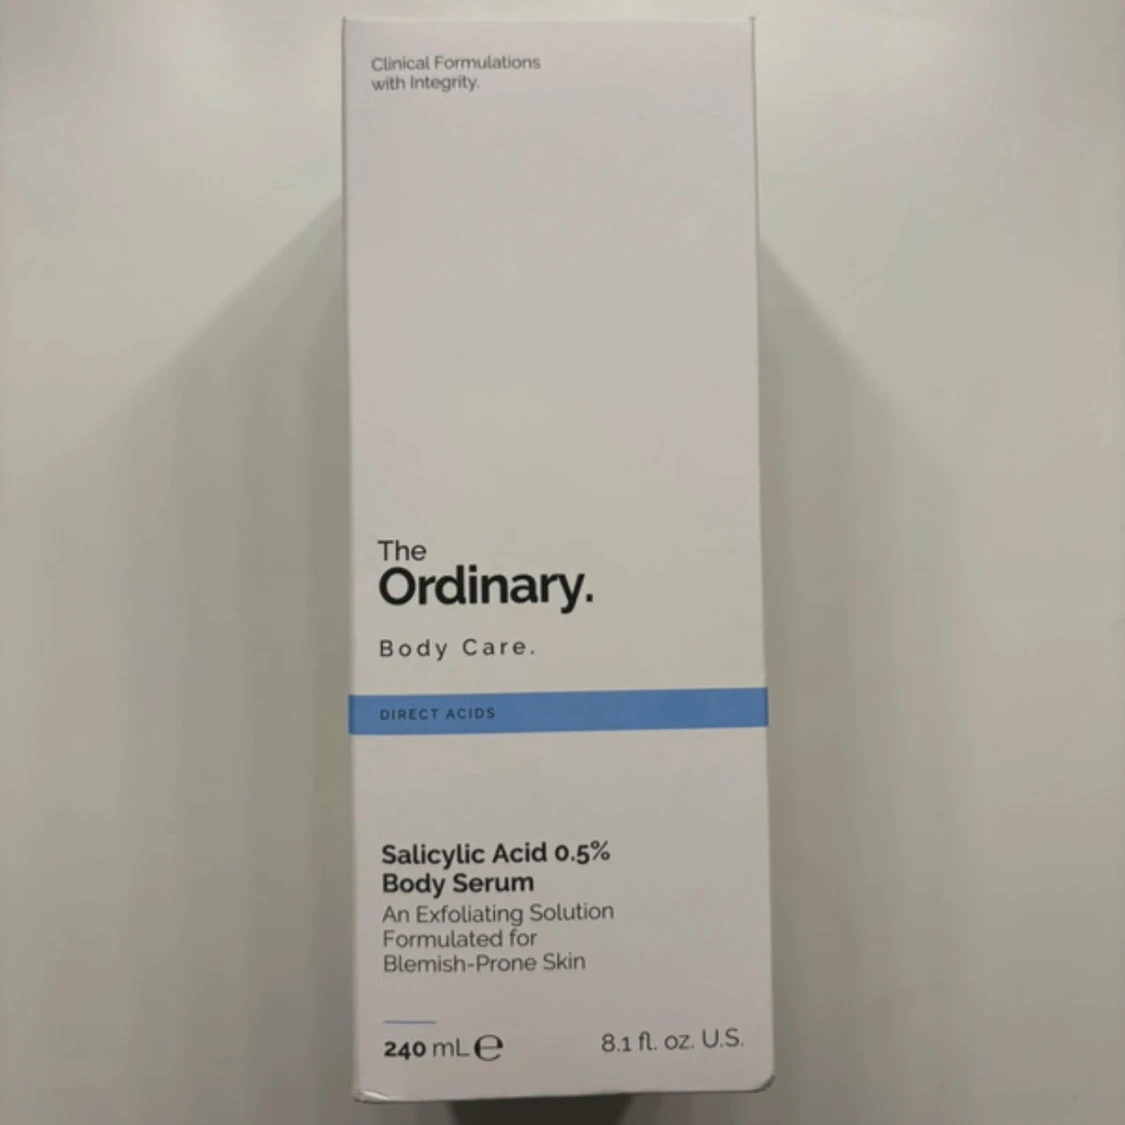 Clinical Formulations
with Integrity.
The
Ordinary.
Body Care.
DIRECT ACIDS
Salicylic Acid 0.5%
Body Serum
An Exfoliating Solution
Formulated for
Blemish-Prone Skin
240 mL ℮ 8.1 fl. oz. U.S.